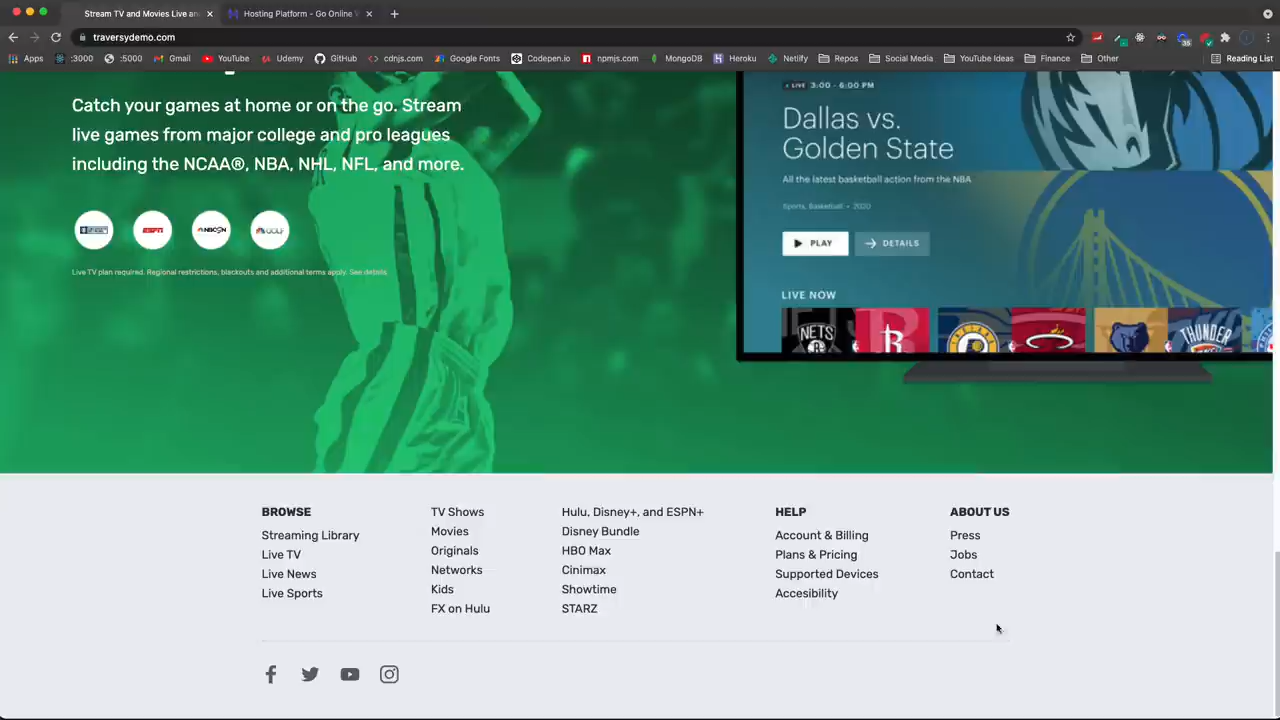 Stream TV and Movies Live an
Hosting Platform - Go Online W
traversydemo.com
Apps
:3000
:5000
Gmail
YouTube
Udemy
GitHub
cdnjs.com
Google Fonts
Codepen.io
npmjs.com
MongoDB
Heroku
Netlify
Repos
Social Media
YouTube Ideas
Finance
Other
Reading List
Catch your games at home or on the go. Stream
live games from major college and pro leagues
including the NCAA®, NBA, NHL, NFL, and more.
ESPN
NBCSN
GOLF
Live TV plan required. Regional restrictions, blackouts and additional terms apply. See details
LIVE 3:00 - 6:00 PM
Dallas vs.
Golden State
All the latest basketball action from the NBA
Sports, Basketball • 2020
PLAY
DETAILS
LIVE NOW
NETS
R
THUNDER
BROWSE
Streaming Library
Live TV
Live News
Live Sports
TV Shows
Movies
Originals
Networks
Kids
FX on Hulu
Hulu, Disney+, and ESPN+
Disney Bundle
HBO Max
Cinimax
Showtime
STARZ
HELP
Account & Billing
Plans & Pricing
Supported Devices
Accesibility
ABOUT US
Press
Jobs
Contact